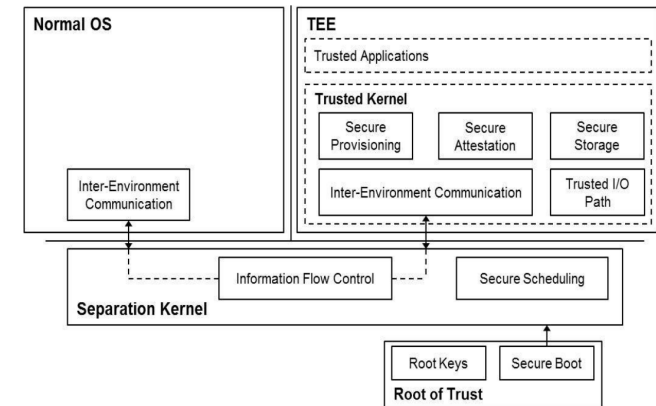 Normal OS
TEE
Trusted Applications
Trusted Kernel
Secure
Provisioning
Secure
Attestation
Secure
Storage
Inter-Environment
Communication
Inter-Environment Communication
Trusted I/O
Path
Information Flow Control
Secure Scheduling
Separation Kernel
Root Keys
Secure Boot
Root of Trust